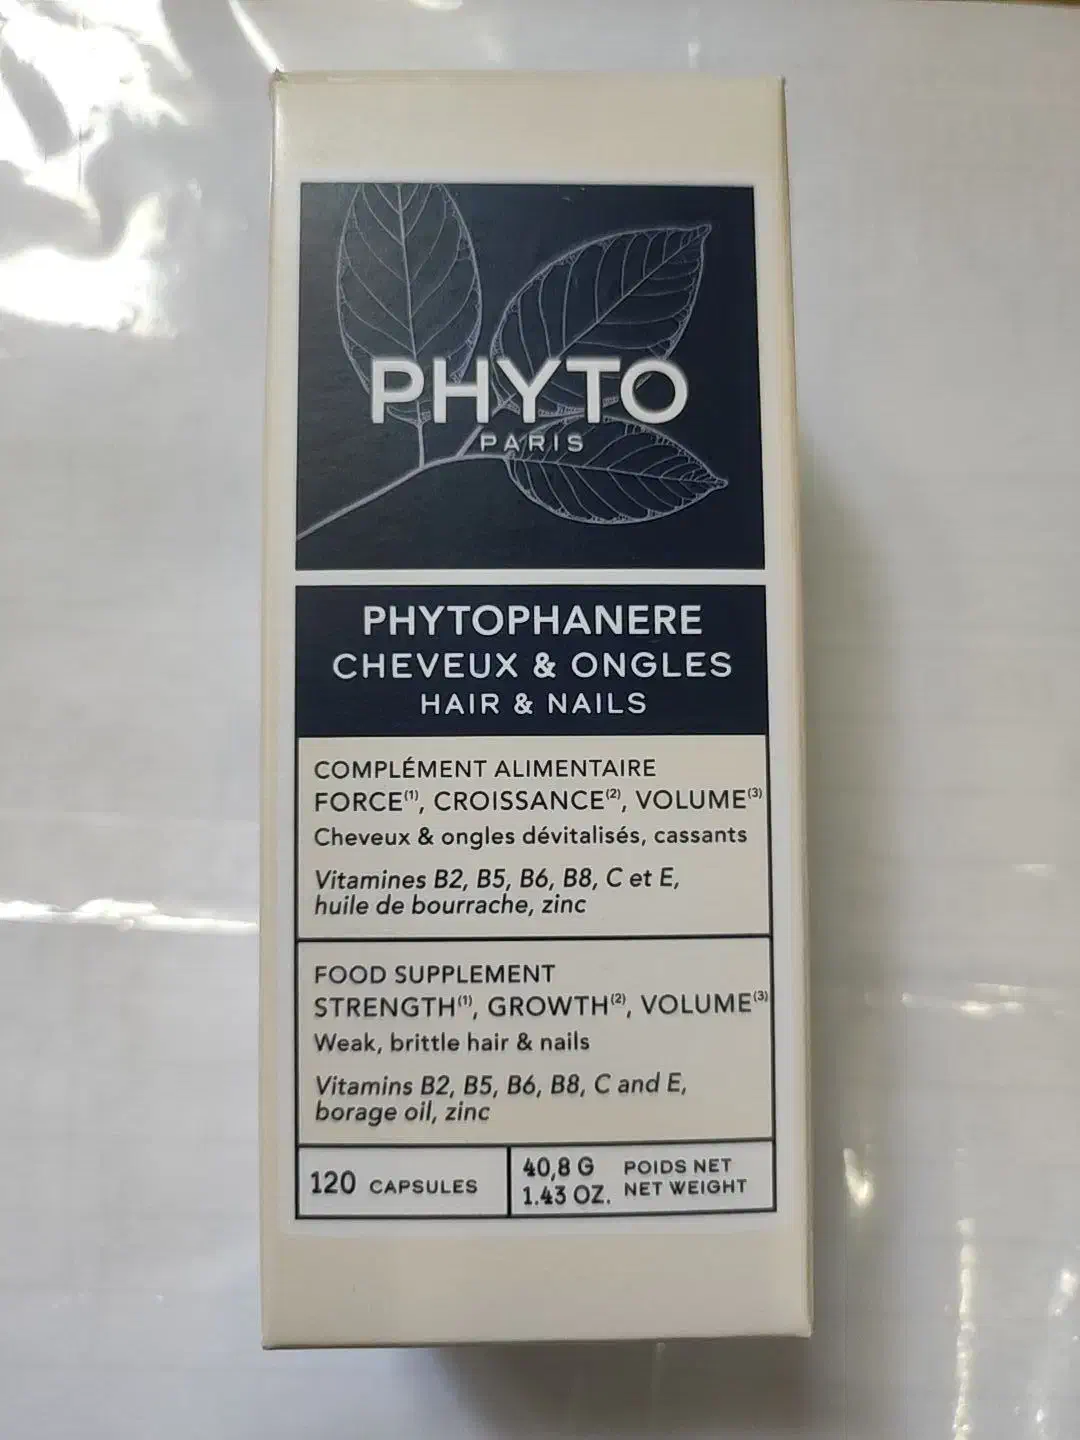 PHYTO
PARIS
PHYTOPHANERE
CHEVEUX & ONGLES
HAIR & NAILS
COMPLÉMENT ALIMENTAIRE
FORCE(1), CROISSANCE(2), VOLUME(3)
Cheveux & ongles dévitalisés, cassants
Vitamines B2, B5, B6, B8, C et E,
huile de bourrache, zinc
FOOD SUPPLEMENT
STRENGTH(1), GROWTH(2), VOLUME(3)
Weak, brittle hair & nails
Vitamins B2, B5, B6, B8, C and E,
borage oil, zinc
120 CAPSULES
40,8 G POIDS NET
1.43 OZ. NET WEIGHT